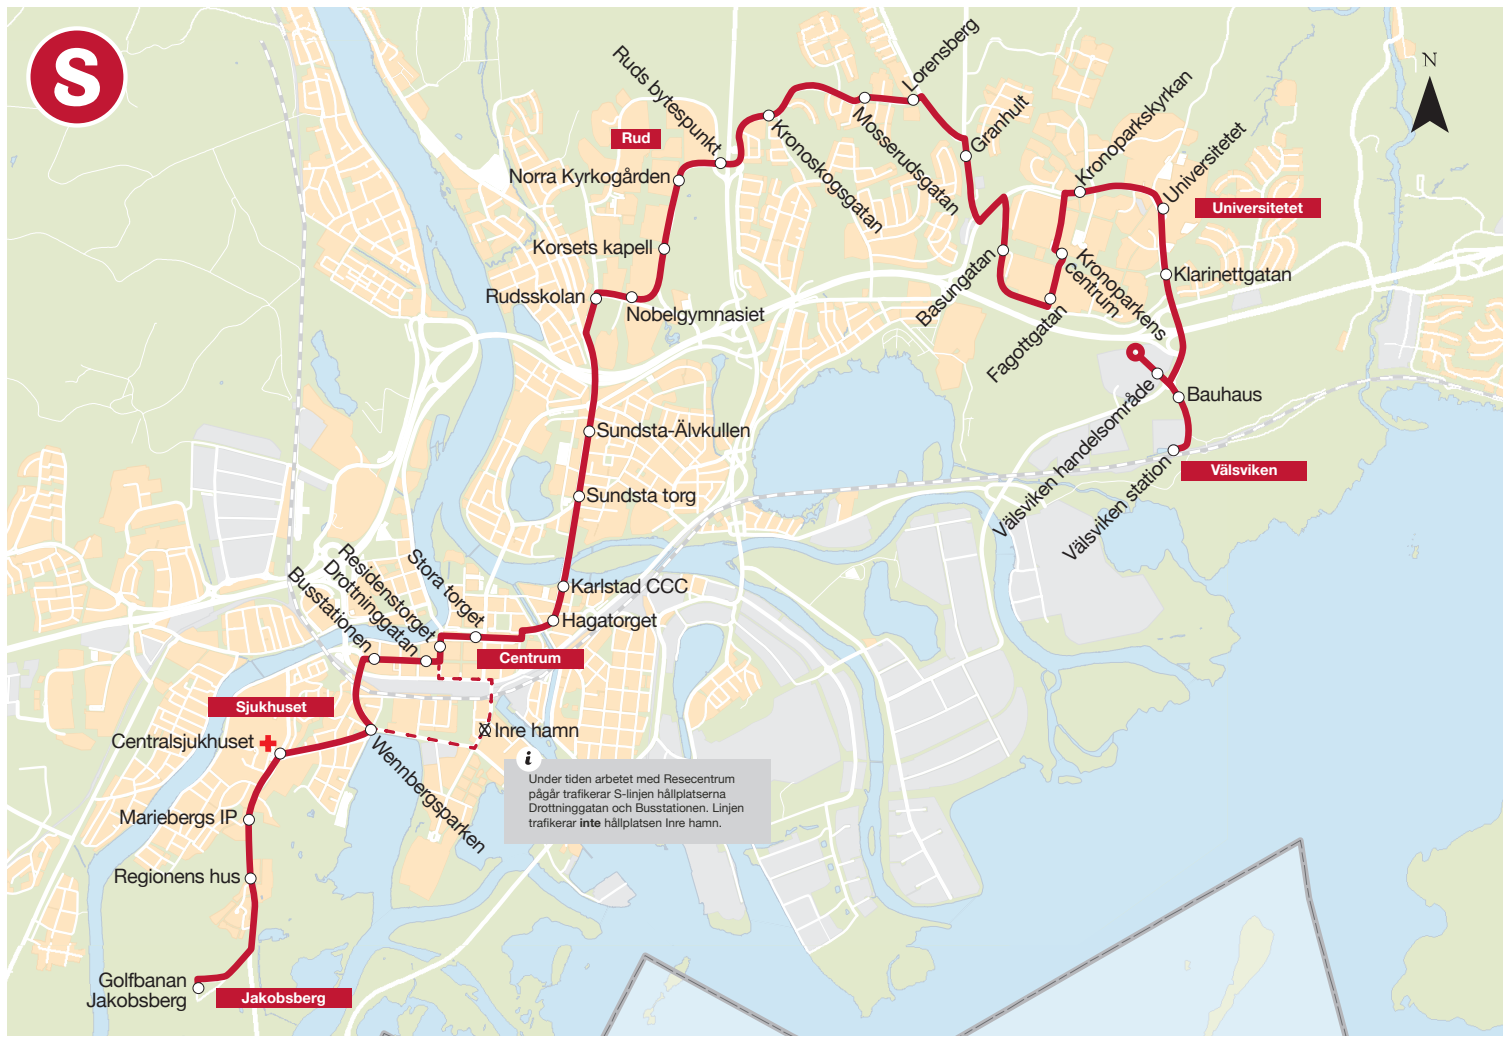 S
N
Lorensberg
Ruds bytespunkt
Kronoparkskyrkan
Granhult
Mosserudsgatan
Kronoskogsgatan
Universitetet
Rud
Norra Kyrkogården
Universitetet
Korsets kapell
Basungatan
Kronoparkens
centrum
Klarinettgatan
Rudsskolan
Nobelgymnasiet
Fagottgatan
Bauhaus
Välsviken handelsområde
Sundsta-Älvkullen
Välsviken station
Välsviken
Sundsta torg
Stora torget
Residenstorget
Drottninggatan
Busstationen
Karlstad CCC
Hagatorget
Centrum
Sjukhuset
Centralsjukhuset
Wennbergsparken
Inre hamn
i
Under tiden arbetet med Resecentrum
pågår trafikerar S-linjen hållplatserna
Drottninggatan och Busstationen. Linjen
trafikerar inte hållplatsen Inre hamn.
Mariebergs IP
Regionens hus
Golfbanan
Jakobsberg
Jakobsberg